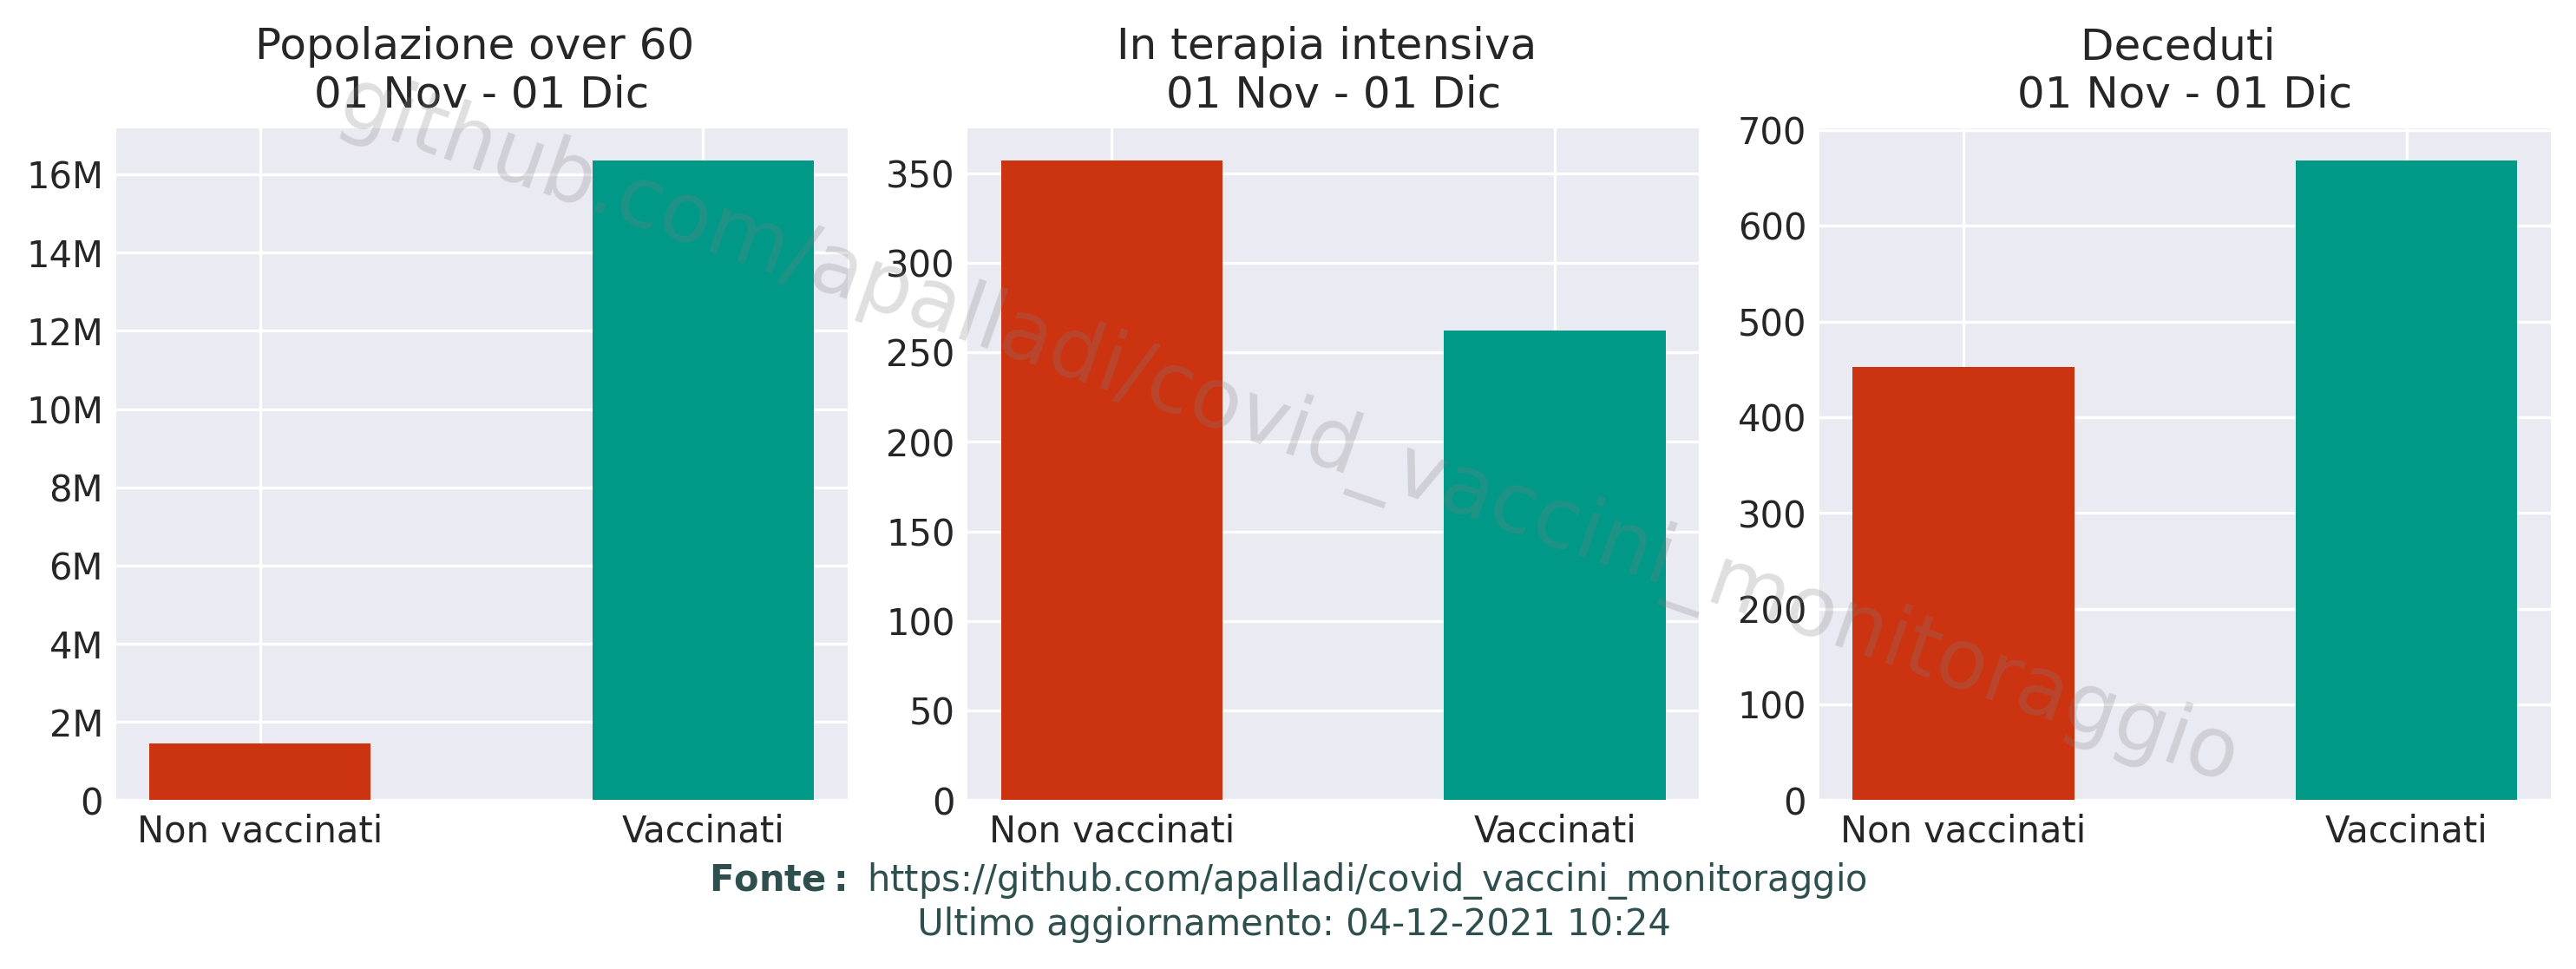 Popolazione over 60
01 Nov - 01 Dic
16M
14M
12M
10M
8M
6M
4M
2M
0
Non vaccinati
Vaccinati
In terapia intensiva
01 Nov - 01 Dic
350
300
250
200
150
100
50
0
Non vaccinati
Vaccinati
Deceduti
01 Nov - 01 Dic
700
600
500
400
300
200
100
0
Non vaccinati
Vaccinati
github.com/apalladi/covid_vaccini_monitoraggio
Fonte: https://github.com/apalladi/covid_vaccini_monitoraggio
Ultimo aggiornamento: 04-12-2021 10:24